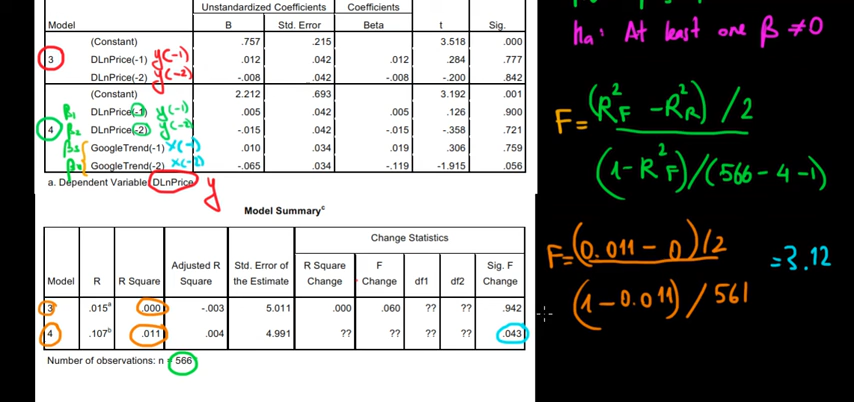 Unstandardized Coefficients Coefficients
Model B Std. Error Beta t Sig.
(Constant) .757 .215 3.518 .000
3 DLnPrice(-1) y(-1) .012 .042 .012 .284 .777
DLnPrice(-2) y(-2) -.008 .042 -.008 -.200 .842
(Constant) 2.212 .693 3.192 .001
β1 DLnPrice(-1) y(-1) .005 .042 .005 .126 .900
4 β2 DLnPrice(-2) y(-2) -.015 .042 -.015 -.358 .721
β3 GoogleTrend(-1) x(-1) .010 .034 .019 .306 .759
β4 GoogleTrend(-2) x(-2) -.065 .034 -.119 -1.915 .056
a. Dependent Variable: DLnPrice y
Model Summaryc
Change Statistics
Model R R Square Adjusted R Square Std. Error of the Estimate R Square Change F Change df1 df2 Sig. F Change
3 .015a .000 -.003 5.011 .000 .060 ?? ?? .942
4 .107b .011 .004 4.991 ?? ?? ?? ?? .043
Number of observations: n = 566
ha: At least one β ≠0
F= (R²F - R²R) / 2
(1-R²F)/(566-4-1)
F= (0.011 - 0)/2 =3.12
(1-0.011) / 561